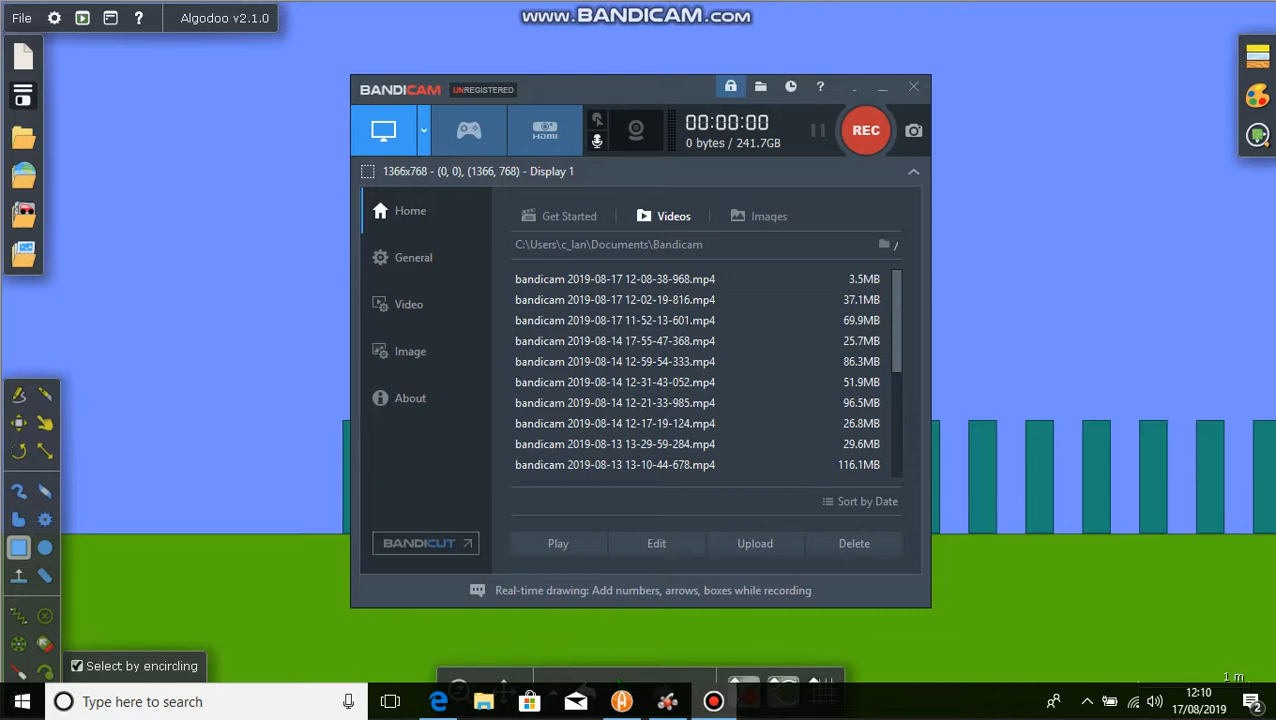 File
Algodoo v2.1.0
www.BANDICAM.com
BANDICAM
UNREGISTERED
HDMI
00:00:00
0 bytes / 241.7GB
REC
1366x768 - (0, 0), (1366, 768) - Display 1
Home
General
Video
Image
About
BANDICUT
Get Started
Videos
Images
C:\Users\c_lan\Documents\Bandicam
/
bandicam 2019-08-17 12-08-38-968.mp4 3.5MB
bandicam 2019-08-17 12-02-19-816.mp4 37.1MB
bandicam 2019-08-17 11-52-13-601.mp4 69.9MB
bandicam 2019-08-14 17-55-47-368.mp4 25.7MB
bandicam 2019-08-14 12-59-54-333.mp4 86.3MB
bandicam 2019-08-14 12-31-43-052.mp4 51.9MB
bandicam 2019-08-14 12-21-33-985.mp4 96.5MB
bandicam 2019-08-14 12-17-19-124.mp4 26.8MB
bandicam 2019-08-13 13-29-59-284.mp4 29.6MB
bandicam 2019-08-13 13-10-44-678.mp4 116.1MB
Sort by Date
Play Edit Upload Delete
Real-time drawing: Add numbers, arrows, boxes while recording
Select by encircling
1 m
Type here to search
12:10
17/08/2019
2